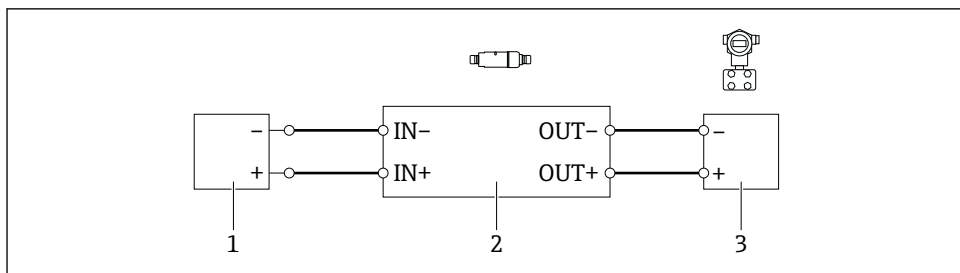 − IN− OUT− −
+ IN+ OUT+ +
1 2 3